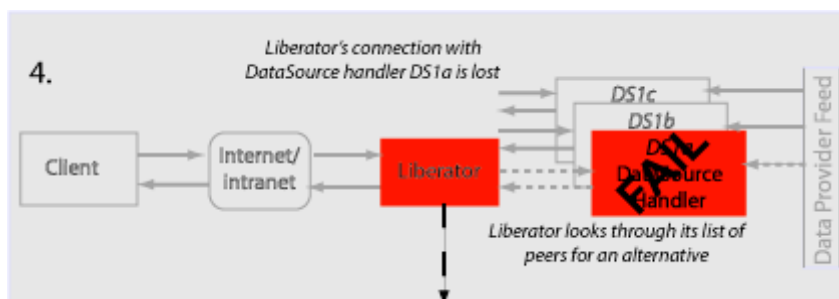 4.
Liberator's connection with
DataSource handler DS1a is lost
DS1c
DS1b
DS1a
DataSource
Handler
FAIL
Client
Internet/
intranet
Liberator
Liberator looks through its list of
peers for an alternative
Data Provider Feed